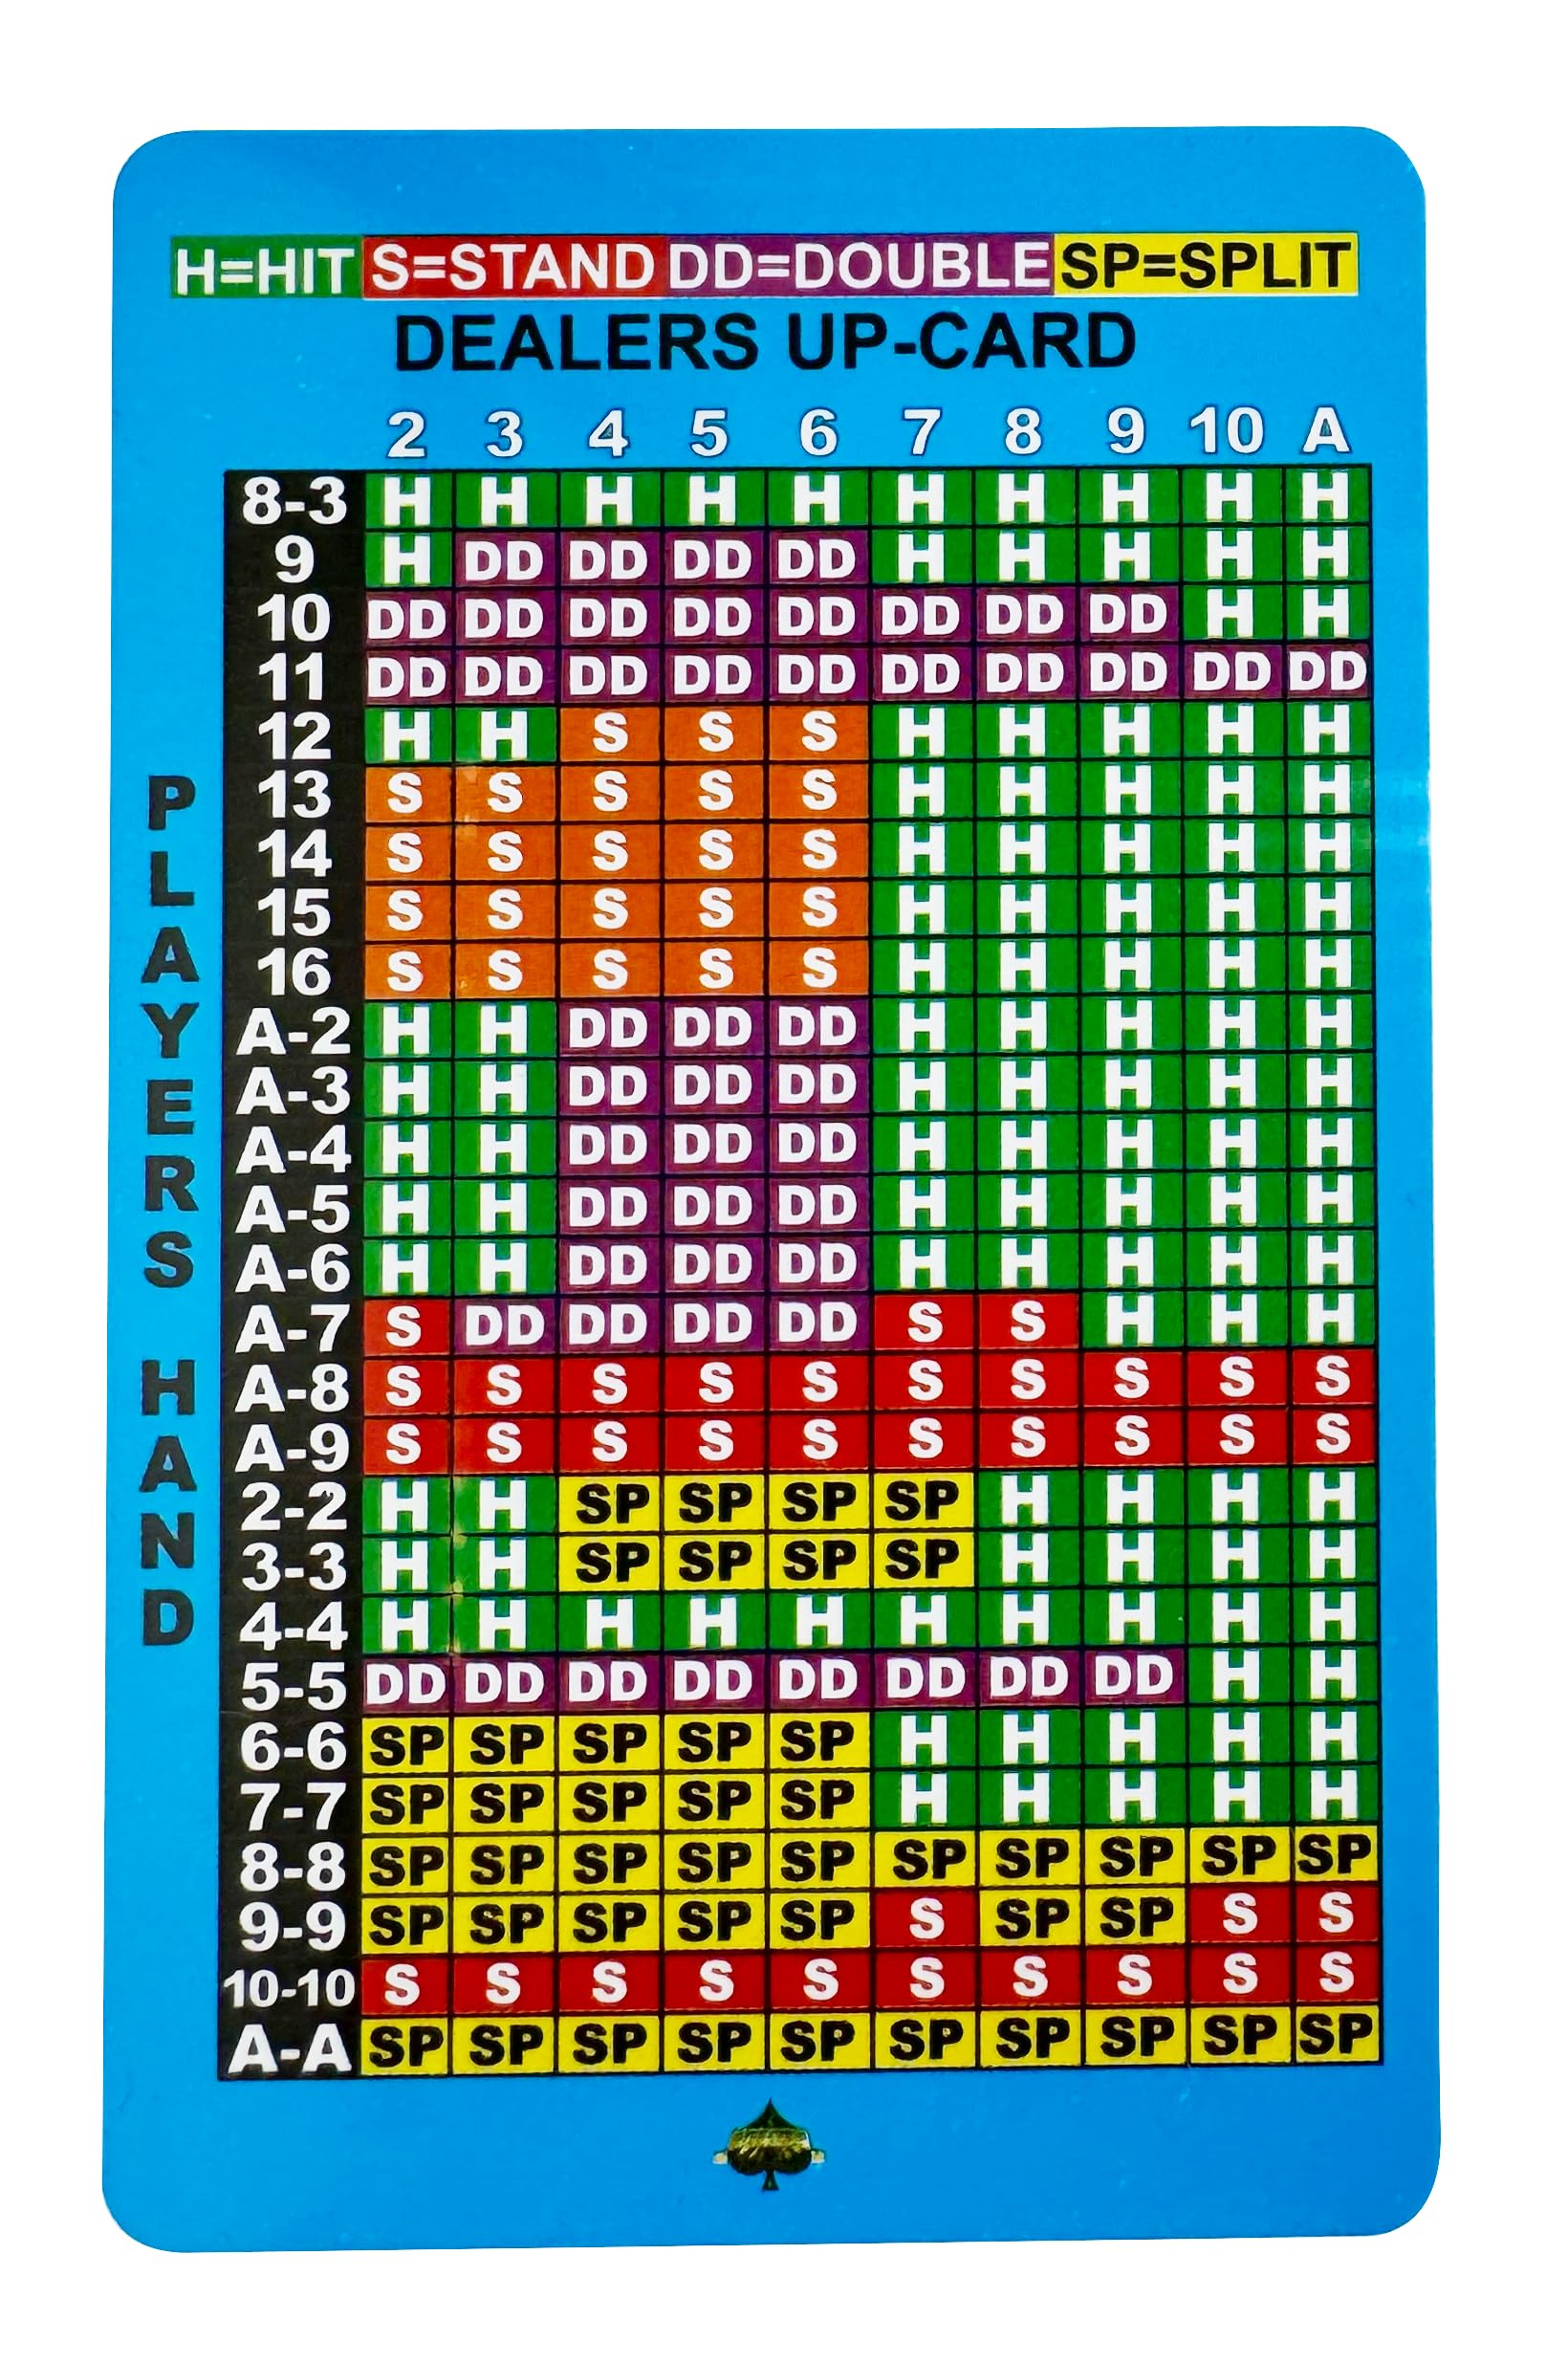 H=HIT S=STAND DD=DOUBLE SP=SPLIT
DEALERS UP-CARD
2 3 4 5 6 7 8 9 10 A
PLAYERS HAND
8-3 H H H H H H H H H H
9 H DD DD DD DD H H H H H
10 DD DD DD DD DD DD DD DD H H
11 DD DD DD DD DD DD DD DD DD DD
12 H H S S S H H H H H
13 S S S S S H H H H H
14 S S S S S H H H H H
15 S S S S S H H H H H
16 S S S S S H H H H H
A-2 H H DD DD DD H H H H H
A-3 H H DD DD DD H H H H H
A-4 H H DD DD DD H H H H H
A-5 H H DD DD DD H H H H H
A-6 H H DD DD DD H H H H H
A-7 S DD DD DD DD S S H H H
A-8 S S S S S S S S S S
A-9 S S S S S S S S S S
2-2 H H SP SP SP SP H H H H
3-3 H H SP SP SP SP H H H H
4-4 H H H H H H H H H H
5-5 DD DD DD DD DD DD DD DD H H
6-6 SP SP SP SP SP H H H H H
7-7 SP SP SP SP SP H H H H H
8-8 SP SP SP SP SP SP SP SP SP SP
9-9 SP SP SP SP SP S SP SP S S
10-10 S S S S S S S S S S
A-A SP SP SP SP SP SP SP SP SP SP